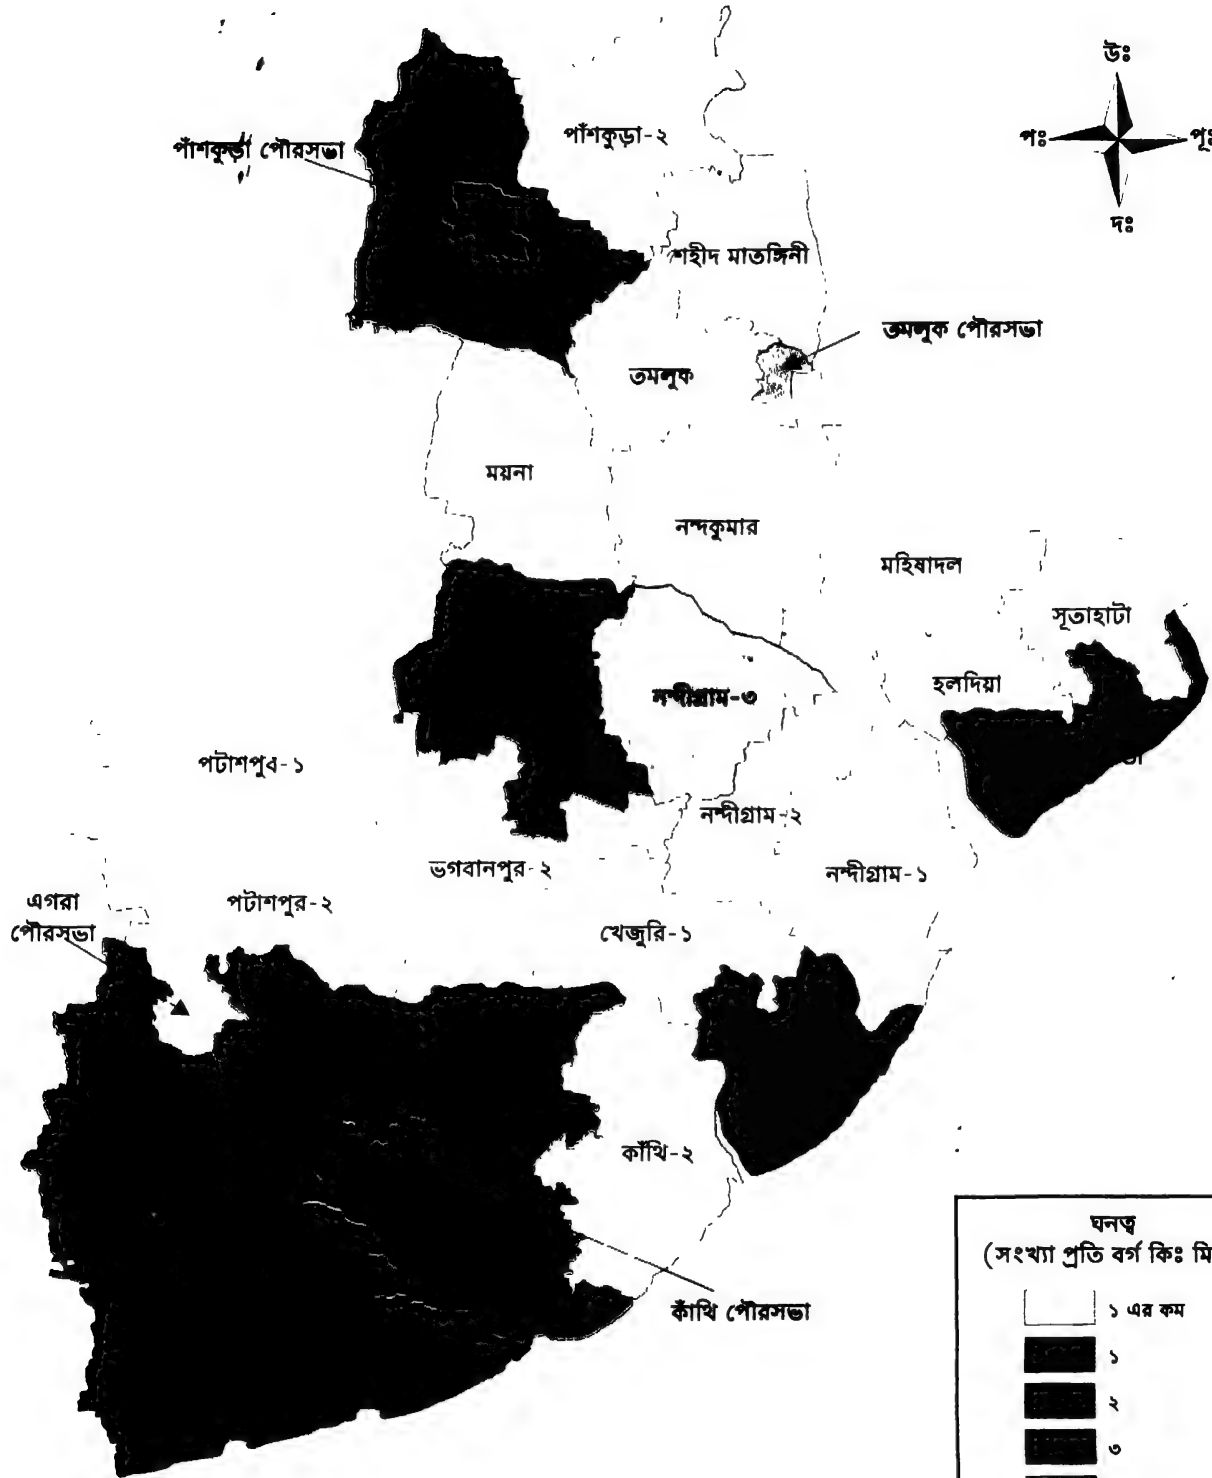 উঃ
পঃ
পূঃ
দঃ
পাঁশকুড়া পৌরসভা
পাঁশকুড়া-২
শহীদ মাতঙ্গিনী
তমলুক পৌরসভা
তমলুক
ময়না
নন্দকুমার
মহিষাদল
সূতাহাটা
হলদিয়া
নন্দীগ্রাম-৩
পটাশপুব-১
নন্দীগ্রাম-২
ভগবানপুর-২
নন্দীগ্রাম-১
এগরা
পৌরসভা
পটাশপুর-২
খেজুরি-১
কাঁথি-২
কাঁথি পৌরসভা
ঘনত্ব
(সংখ্যা প্রতি বর্গ কিঃ মি
১ এর কম
১
২
৩